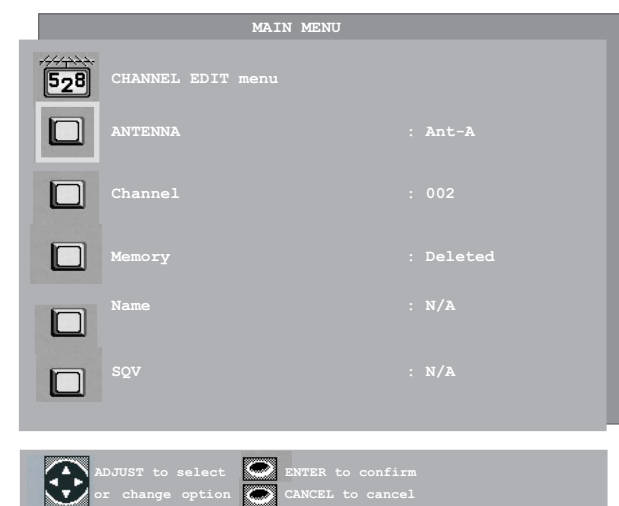 MAIN MENU
528
CHANNEL EDIT menu
ANTENNA : Ant-A
Channel : 002
Memory : Deleted
Name : N/A
SQV : N/A
ADJUST to select ENTER to confirm
or change option CANCEL to cancel